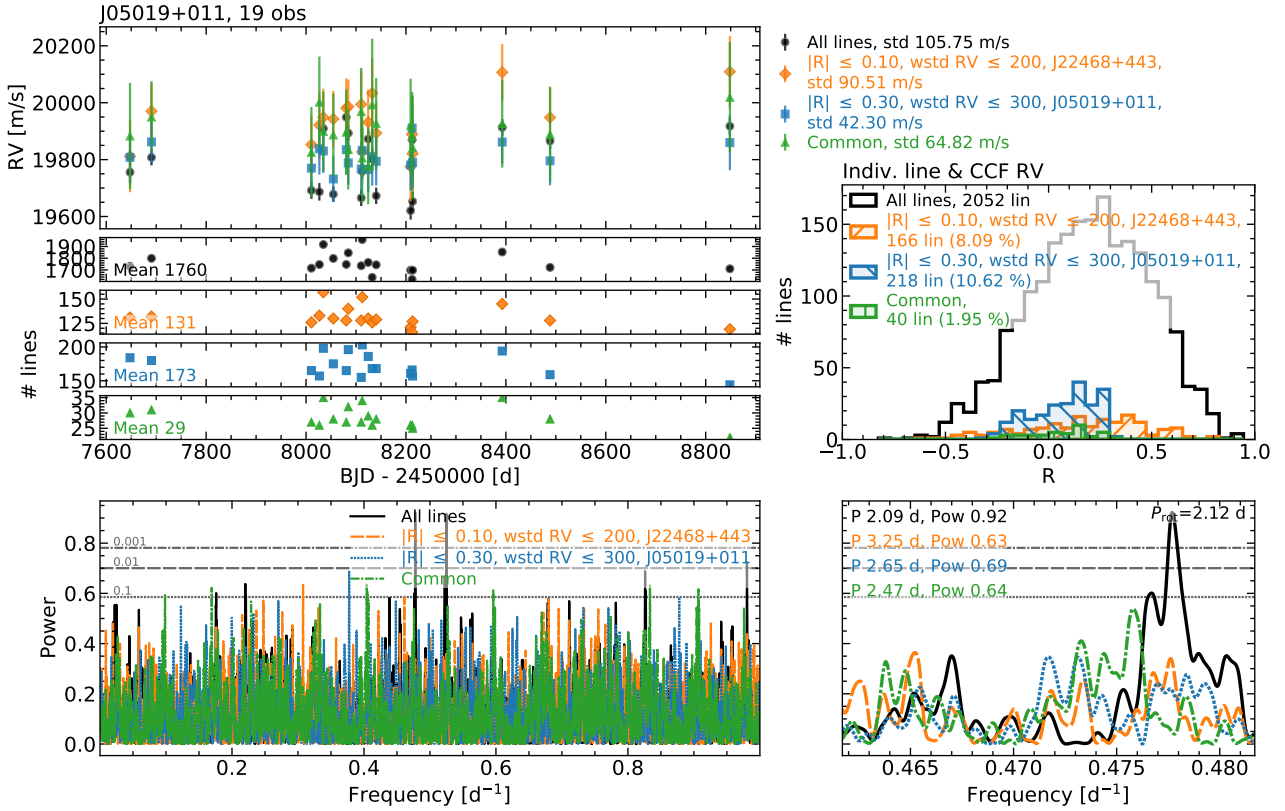 J05019+011, 19 obs
20200
20000
19800
19600
RV [m/s]
All lines, std 105.75 m/s
|R| ≤ 0.10, wstd RV ≤ 200, J22468+443,
std 90.51 m/s
|R| ≤ 0.30, wstd RV ≤ 300, J05019+011,
std 42.30 m/s
Common, std 64.82 m/s
1900
1800
1700
Mean 1760
150
125
Mean 131
200
150
Mean 173
35
30
25
Mean 29
# lines
7600 7800 8000 8200 8400 8600 8800
BJD - 2450000 [d]
Indiv. line & CCF RV
All lines, 2052 lin
|R| ≤ 0.10, wstd RV ≤ 200, J22468+443,
166 lin (8.09 %)
|R| ≤ 0.30, wstd RV ≤ 300, J05019+011,
218 lin (10.62 %)
Common,
40 lin (1.95 %)
150
100
50
0
# lines
−1.0 −0.5 0.0 0.5 1.0
R
All lines
|R| ≤ 0.10, wstd RV ≤ 200, J22468+443
|R| ≤ 0.30, wstd RV ≤ 300, J05019+011
Common
0.001
0.01
0.1
0.8
0.6
0.4
0.2
0.0
Power
0.2 0.4 0.6 0.8
Frequency [d⁻¹]
P 2.09 d, Pow 0.92
P 3.25 d, Pow 0.63
P 2.65 d, Pow 0.69
P 2.47 d, Pow 0.64
P_rot=2.12 d
0.465 0.470 0.475 0.480
Frequency [d⁻¹]